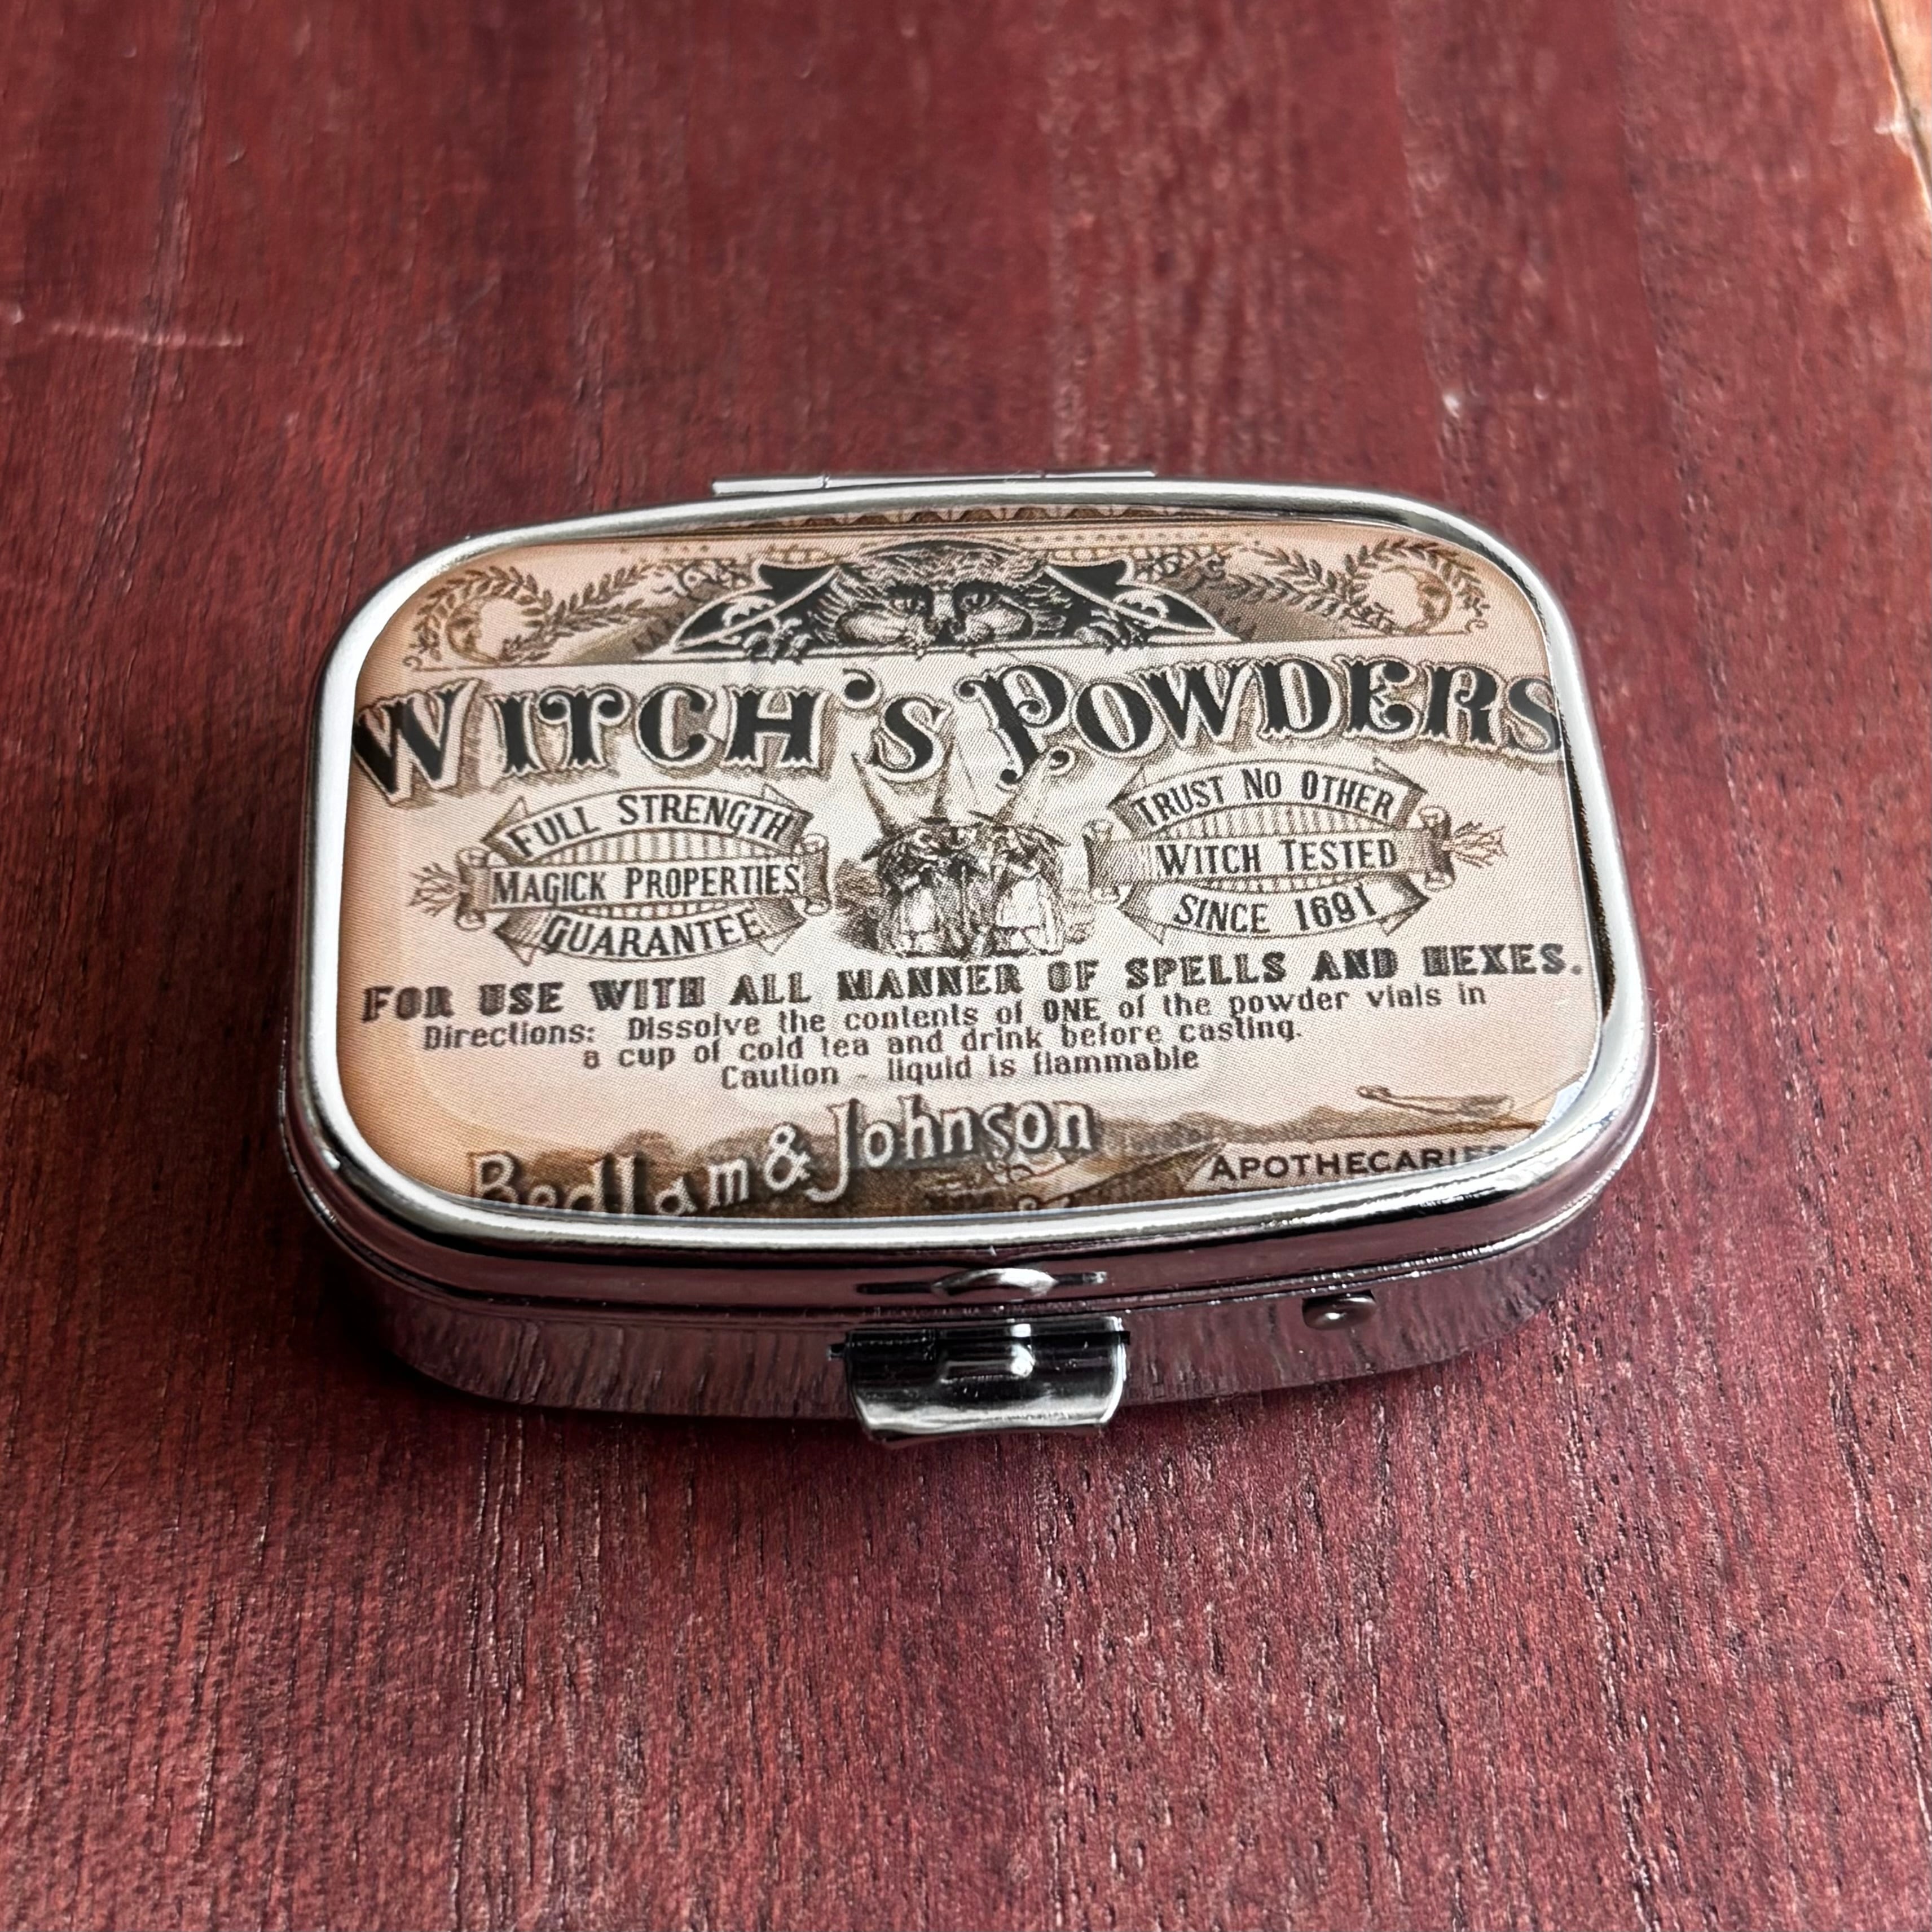 WITCH's POWDERS
FULL STRENGTH
MAGICK PROPERTIES
GUARANTEE
TRUST NO OTHER
WITCH TESTED
SINCE 1691
FOR USE WITH ALL MANNER OF SPELLS AND HEXES.
Directions: Dissolve the contents of ONE of the powder vials in
a cup of cold tea and drink before casting.
Caution - liquid is flammable
Bedlam & Johnson
APOTHECARIES